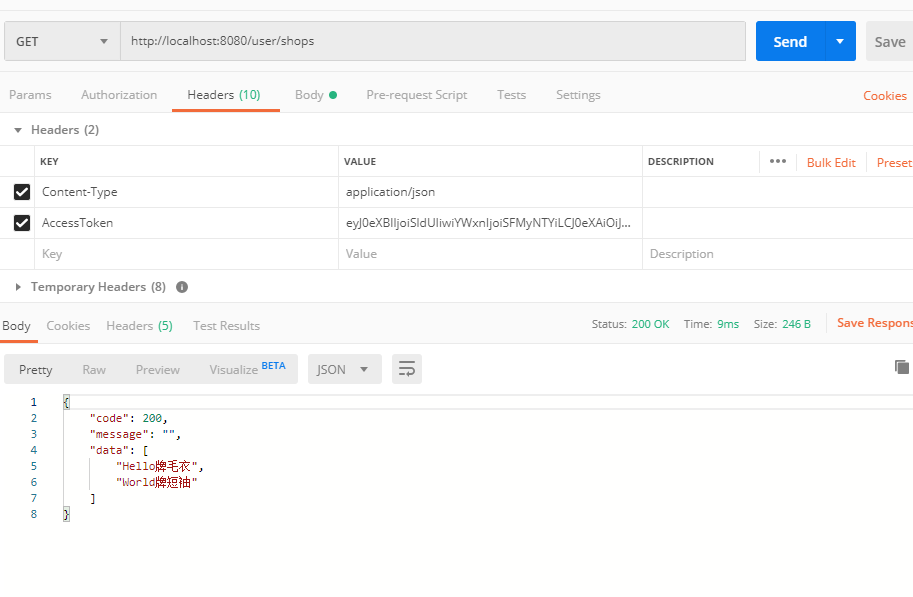 GET http://localhost:8080/user/shops Send Save
Params Authorization Headers (10) Body Pre-request Script Tests Settings Cookies
Headers (2)
KEY VALUE DESCRIPTION ••• Bulk Edit Preset
Content-Type application/json
AccessToken eyJ0eXBlIjoiSldUIiwiYWxnIjoiSFMyNTYiLCJ0eXAiOiJ...
Key Value Description
Temporary Headers (8)
Body Cookies Headers (5) Test Results Status: 200 OK Time: 9ms Size: 246 B Save Respons
Pretty Raw Preview Visualize BETA JSON
1 {
2 "code": 200,
3 "message": "",
4 "data": [
5 "Hello牌毛衣",
6 "World牌短袖"
7 ]
8 }